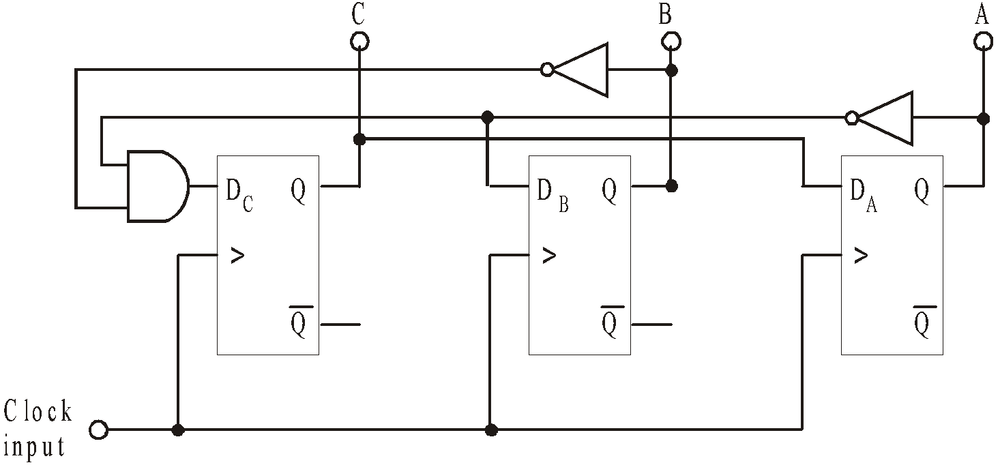 C B A
D_C Q D_B Q D_A Q
> > >
Q̅ Q̅ Q̅
Clock
input